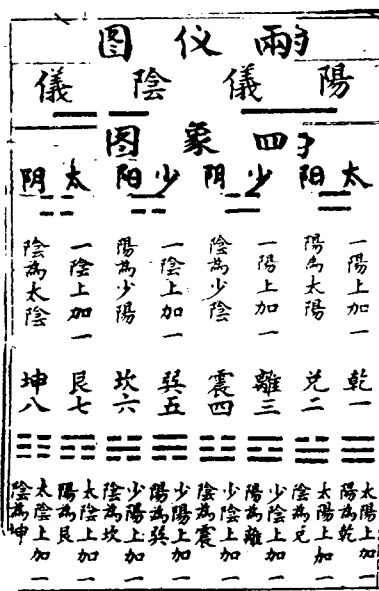 兩仪图
陽儀 陰儀
四象图
太阳 少阴 少阳 太阴
一陽上加一
陽為太陽
一陽上加一
陰為少陰
一陰上加一
陽為少陽
一陰上加一
陰為太陰
乾一 兑二 離三 震四 巽五 坎六 艮七 坤八
太陽上加一
陽為乾
太陽上加一
陰為兑
少陰上加一
陽為離
少陰上加一
陰為震
少陽上加一
陽為巽
少陽上加一
陰為坎
太陰上加一
陽為艮
太陰上加一
陰為坤